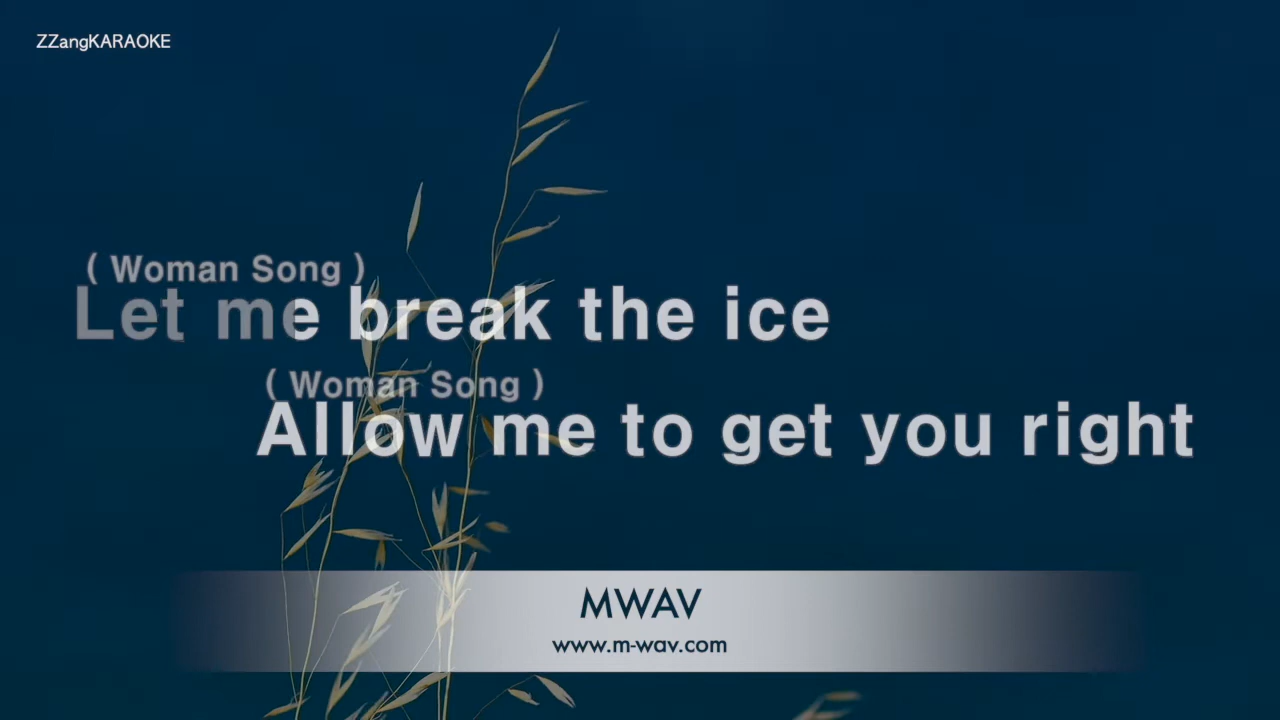 ZZangKARAOKE
( Woman Song )
Let me break the ice
( Woman Song )
Allow me to get you right
MWAV
www.m-wav.com